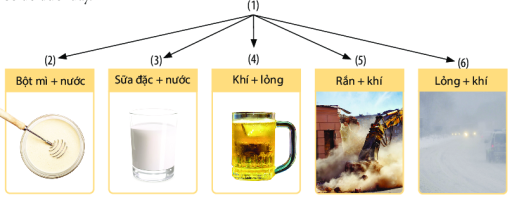 (1)
(2)
(3)
(4)
(5)
(6)
Bột mì + nước
Sữa đặc + nước
Khí + lỏng
Rắn + khí
Lỏng + khí